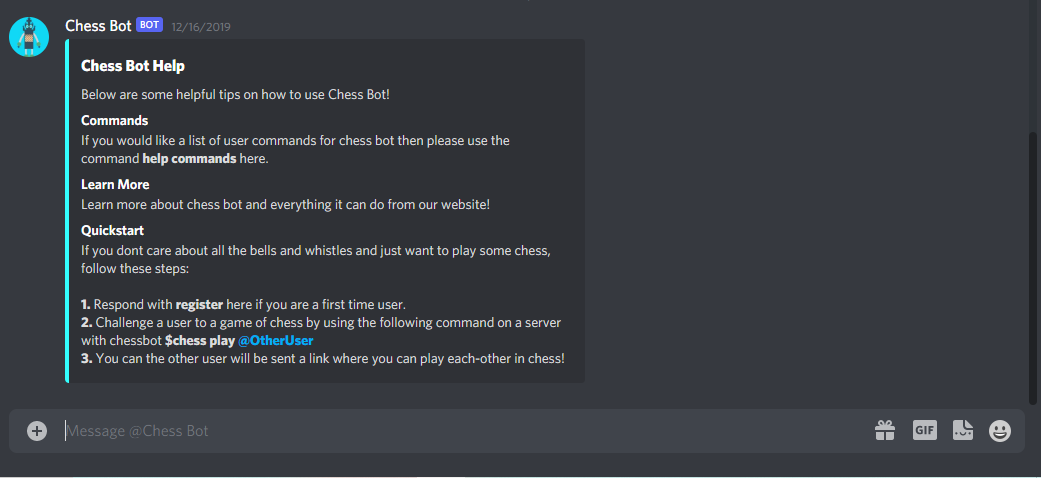 Chess Bot BOT 12/16/2019
Chess Bot Help
Below are some helpful tips on how to use Chess Bot!
Commands
If you would like a list of user commands for chess bot then please use the
command help commands here.
Learn More
Learn more about chess bot and everything it can do from our website!
Quickstart
If you dont care about all the bells and whistles and just want to play some chess,
follow these steps:
1. Respond with register here if you are a first time user.
2. Challenge a user to a game of chess by using the following command on a server
with chessbot $chess play @OtherUser
3. You can the other user will be sent a link where you can play each-other in chess!
Message @Chess Bot
GIF